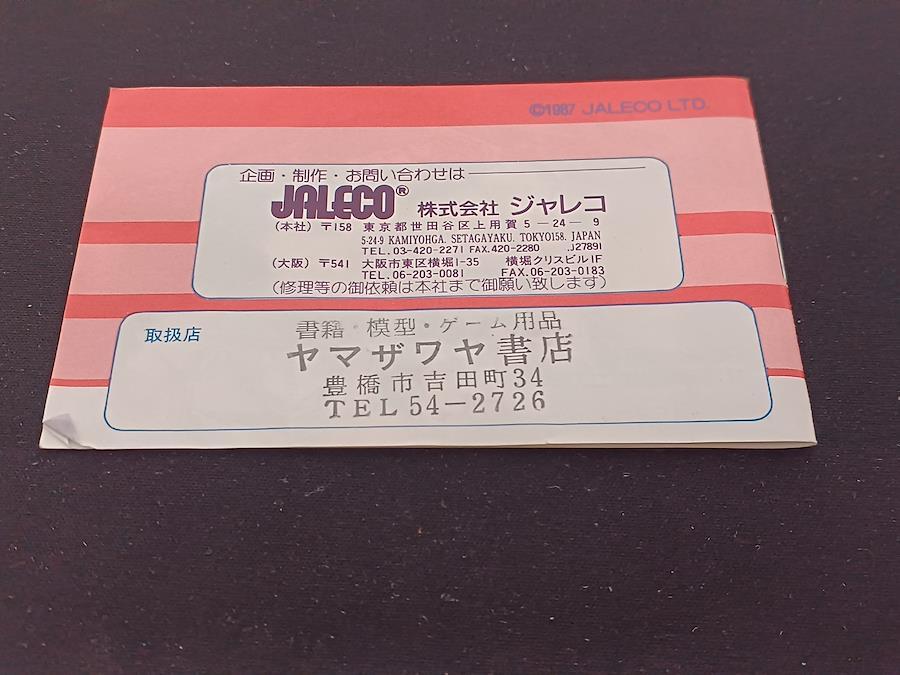 ©1987 JALECO LTD.
企画・制作・お問い合わせは
JALECO® 株式会社 ジャレコ
(本社) 〒158 東京都世田谷区上用賀5-24-9
5-24-9 KAMIYOHGA. SETAGAYAKU. TOKYO158. JAPAN
TEL.03-420-2271 FAX.420-2280 J27891
(大阪) 〒541 大阪市東区横堀1-35 横堀クリスビル1F
TEL.06-203-0081 FAX.06-203-0183
(修理等の御依頼は本社まで御願い致します)
取扱店
書籍・模型・ゲーム用品
ヤマザワヤ書店
豊橋市吉田町34
TEL 54-2726